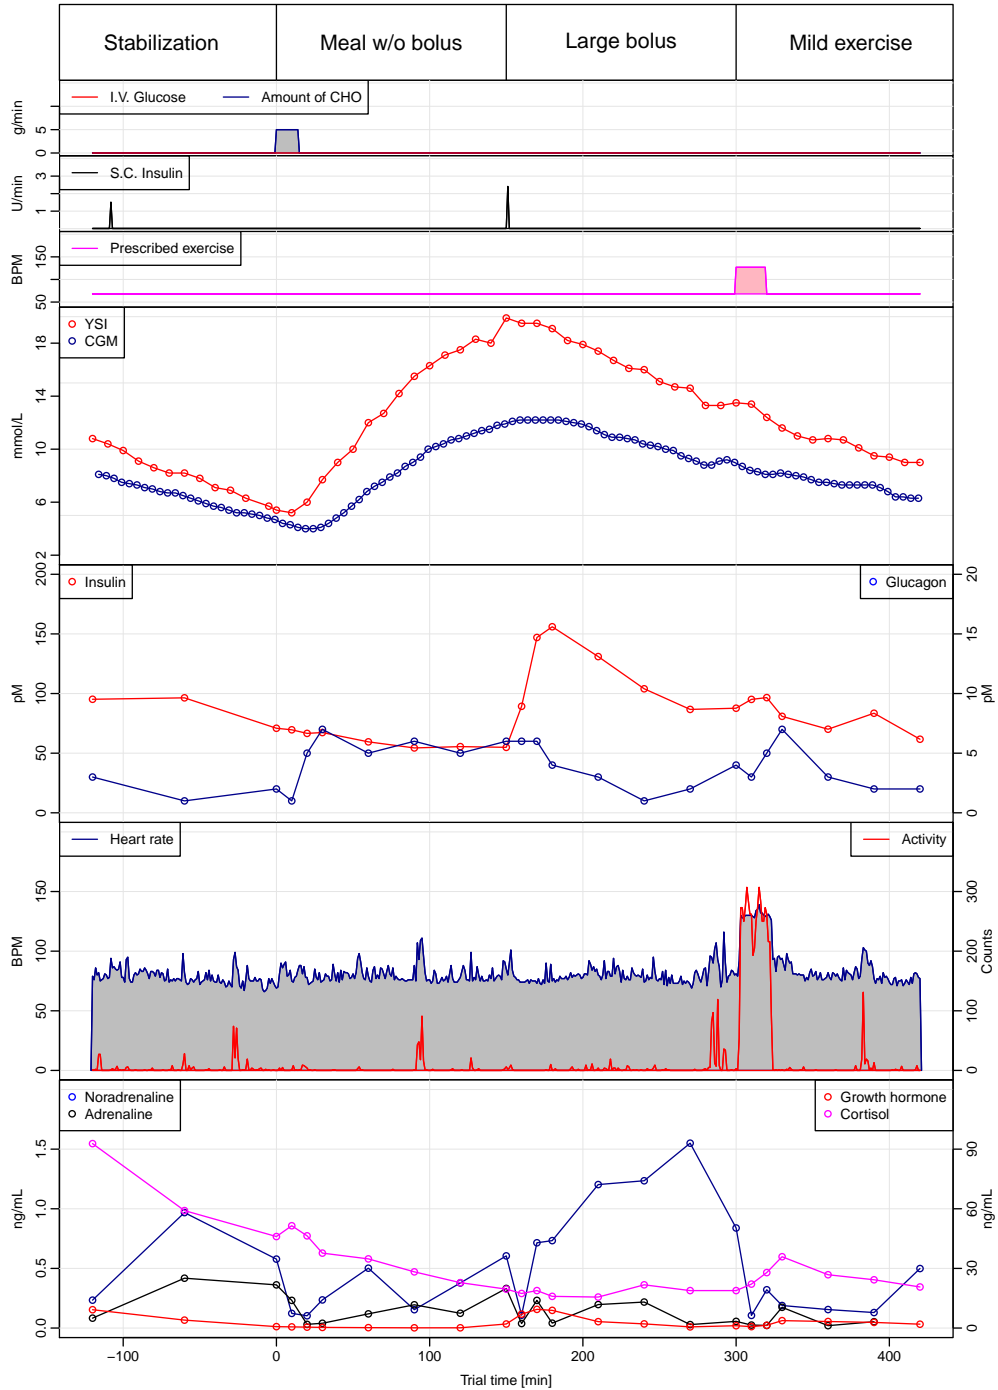 Stabilization Meal w/o bolus Large bolus Mild exercise
I.V. Glucose Amount of CHO
g/min
0 5
S.C. Insulin
U/min
1 3
Prescribed exercise
BPM
50 150
YSI
CGM
mmol/L
2 6 10 14 18
Insulin
Glucagon
pM
0 50 100 150 200
pM
0 5 10 15 20
Heart rate
Activity
BPM
0 50 100 150
Counts
0 100 200 300
Noradrenaline
Adrenaline
Growth hormone
Cortisol
ng/mL
0.0 0.5 1.0 1.5
ng/mL
0 30 60 90
−100 0 100 200 300 400
Trial time [min]